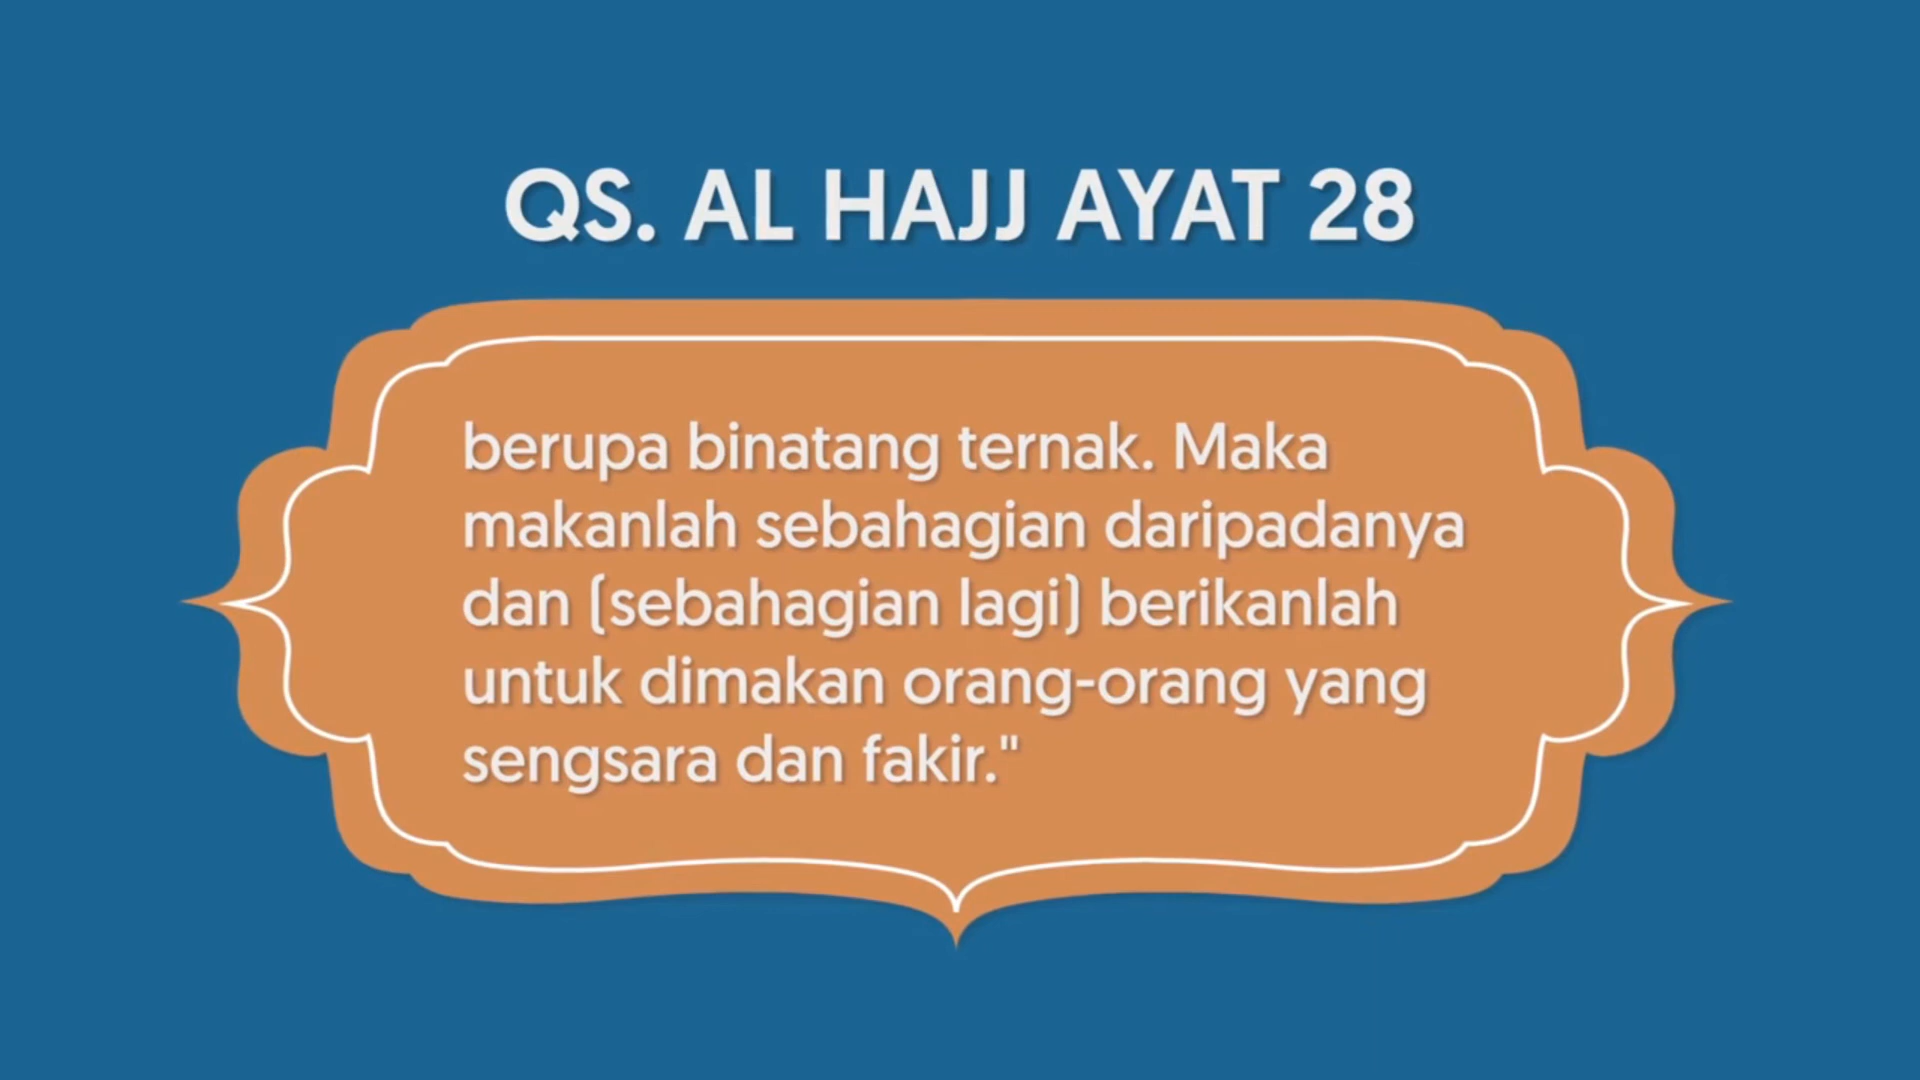 QS. AL HAJJ AYAT 28
berupa binatang ternak. Maka
makanlah sebahagian daripadanya
dan (sebahagian lagi) berikanlah
untuk dimakan orang-orang yang
sengsara dan fakir."